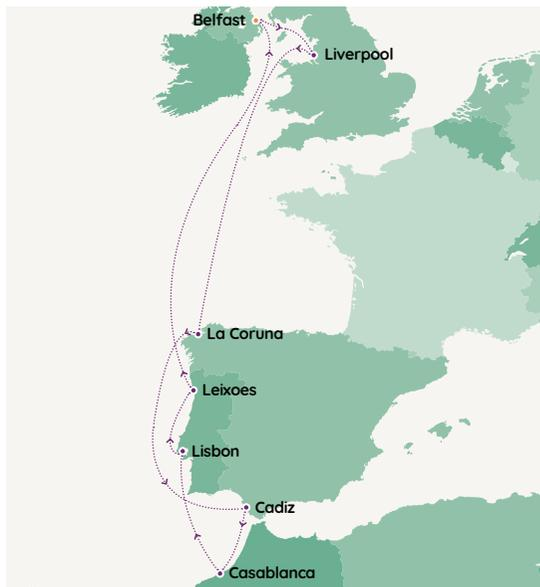 Belfast
Liverpool
La Coruna
Leixoes
Lisbon
Cadiz
Casablanca